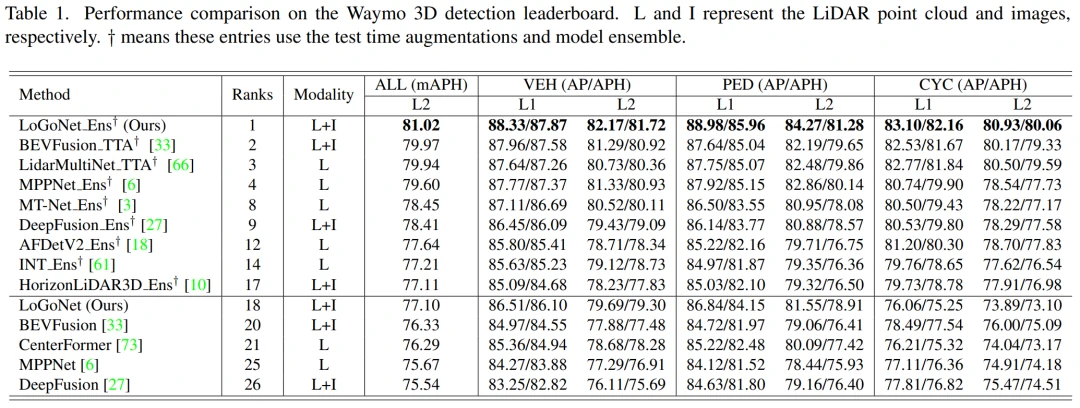 Table 1. Performance comparison on the Waymo 3D detection leaderboard. L and I represent the LiDAR point cloud and images,
respectively. † means these entries use the test time augmentations and model ensemble.
Method Ranks Modality ALL (mAPH) VEH (AP/APH) PED (AP/APH) CYC (AP/APH)
L2 L1 L2 L1 L2 L1 L2
LoGoNet_Ens† (Ours) 1 L+I 81.02 88.33/87.87 82.17/81.72 88.98/85.96 84.27/81.28 83.10/82.16 80.93/80.06
BEVFusion_TTA† [33] 2 L+I 79.97 87.96/87.58 81.29/80.92 87.64/85.04 82.19/79.65 82.53/81.67 80.17/79.33
LidarMultiNet_TTA† [66] 3 L 79.94 87.64/87.26 80.73/80.36 87.75/85.07 82.48/79.86 82.77/81.84 80.50/79.59
MPPNet_Ens† [6] 4 L 79.60 87.77/87.37 81.33/80.93 87.92/85.15 82.86/80.14 80.74/79.90 78.54/77.73
MT-Net_Ens† [3] 8 L 78.45 87.11/86.69 80.52/80.11 86.50/83.55 80.95/78.08 80.50/79.43 78.22/77.17
DeepFusion_Ens† [27] 9 L+I 78.41 86.45/86.09 79.43/79.09 86.14/83.77 80.88/78.57 80.53/79.80 78.29/77.58
AFDetV2_Ens† [18] 12 L 77.64 85.80/85.41 78.71/78.34 85.22/82.16 79.71/76.75 81.20/80.30 78.70/77.83
INT_Ens† [61] 14 L 77.21 85.63/85.23 79.12/78.73 84.97/81.87 79.35/76.36 79.76/78.65 77.62/76.54
HorizonLiDAR3D_Ens† [10] 17 L+I 77.11 85.09/84.68 78.23/77.83 85.03/82.10 79.32/76.50 79.73/78.78 77.91/76.98
LoGoNet (Ours) 18 L+I 77.10 86.51/86.10 79.69/79.30 86.84/84.15 81.55/78.91 76.06/75.25 73.89/73.10
BEVFusion [33] 20 L+I 76.33 84.97/84.55 77.88/77.48 84.72/81.97 79.06/76.41 78.49/77.54 76.00/75.09
CenterFormer [73] 21 L 76.29 85.36/84.94 78.68/78.28 85.22/82.48 80.09/77.42 76.21/75.32 74.04/73.17
MPPNet [6] 25 L 75.67 84.27/83.88 77.29/76.91 84.12/81.52 78.44/75.93 77.11/76.36 74.91/74.18
DeepFusion [27] 26 L+I 75.54 83.25/82.82 76.11/75.69 84.63/81.80 79.16/76.40 77.81/76.82 75.47/74.51